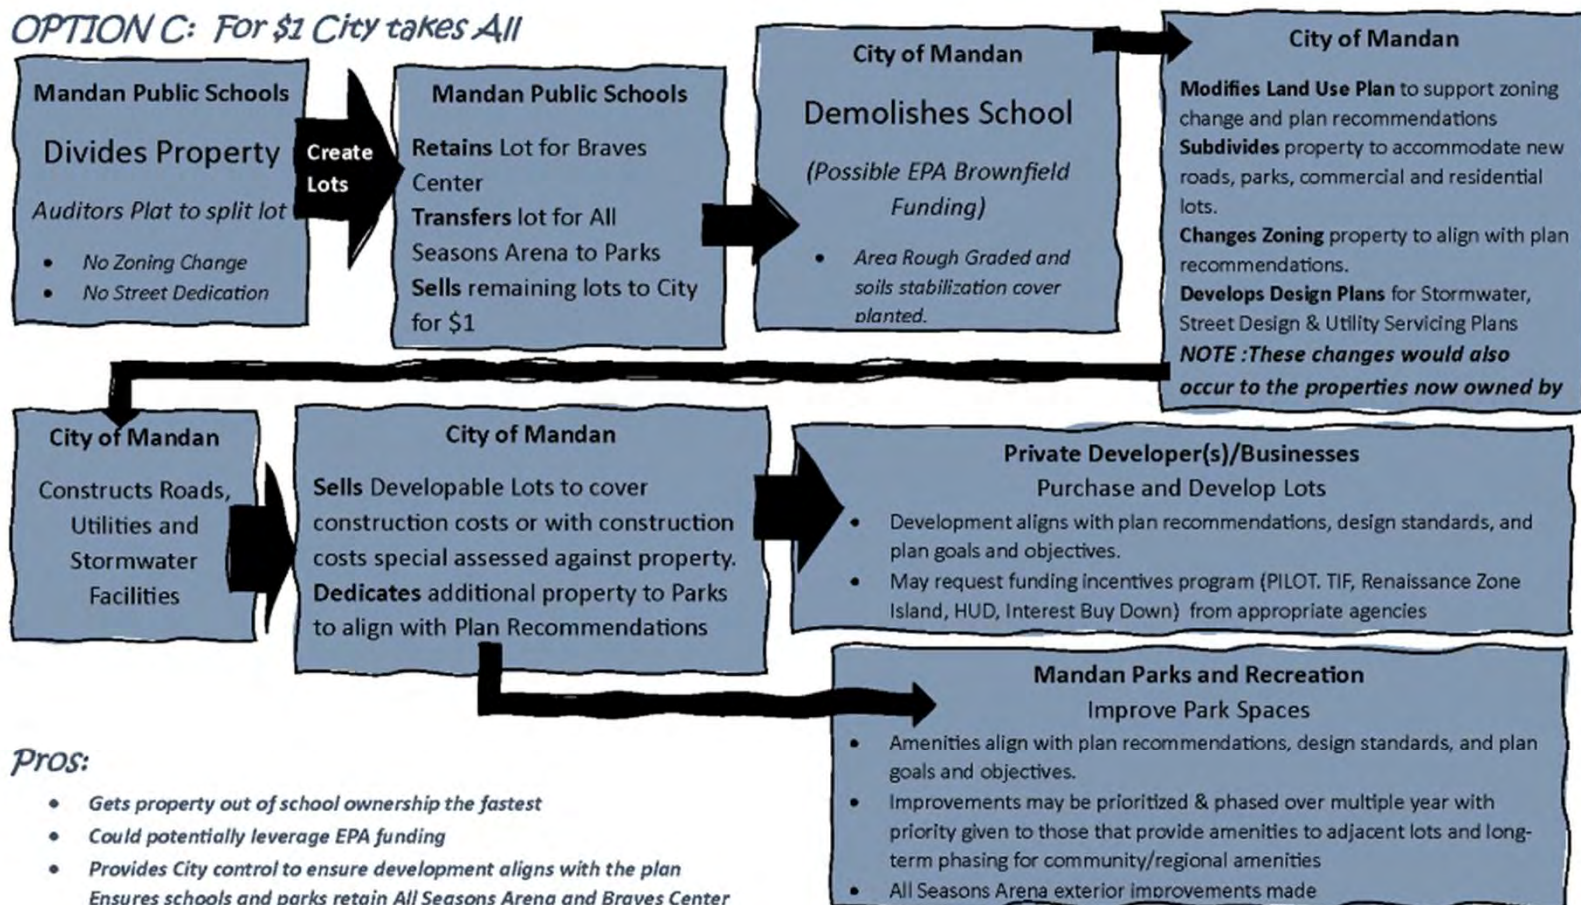 OPTION C: For $1 City takes All
Mandan Public Schools
Divides Property
Auditors Plat to split lot
• No Zoning Change
• No Street Dedication
Create
Lots
Mandan Public Schools
Retains Lot for Braves
Center
Transfers lot for All
Seasons Arena to Parks
Sells remaining lots to City
for $1
City of Mandan
Demolishes School
(Possible EPA Brownfield
Funding)
• Area Rough Graded and
soils stabilization cover
planted.
City of Mandan
Modifies Land Use Plan to support zoning
change and plan recommendations
Subdivides property to accommodate new
roads, parks, commercial and residential
lots.
Changes Zoning property to align with plan
recommendations.
Develops Design Plans for Stormwater,
Street Design & Utility Servicing Plans
NOTE :These changes would also
occur to the properties now owned by
City of Mandan
Constructs Roads,
Utilities and
Stormwater
Facilities
City of Mandan
Sells Developable Lots to cover
construction costs or with construction
costs special assessed against property.
Dedicates additional property to Parks
to align with Plan Recommendations
Private Developer(s)/Businesses
Purchase and Develop Lots
• Development aligns with plan recommendations, design standards, and
plan goals and objectives.
• May request funding incentives program (PILOT. TIF, Renaissance Zone
Island, HUD, Interest Buy Down) from appropriate agencies
Mandan Parks and Recreation
Improve Park Spaces
• Amenities align with plan recommendations, design standards, and plan
goals and objectives.
• Improvements may be prioritized & phased over multiple year with
priority given to those that provide amenities to adjacent lots and long-
term phasing for community/regional amenities
• All Seasons Arena exterior improvements made
Pros:
• Gets property out of school ownership the fastest
• Could potentially leverage EPA funding
• Provides City control to ensure development aligns with the plan
Ensures schools and parks retain All Seasons Arena and Braves Center